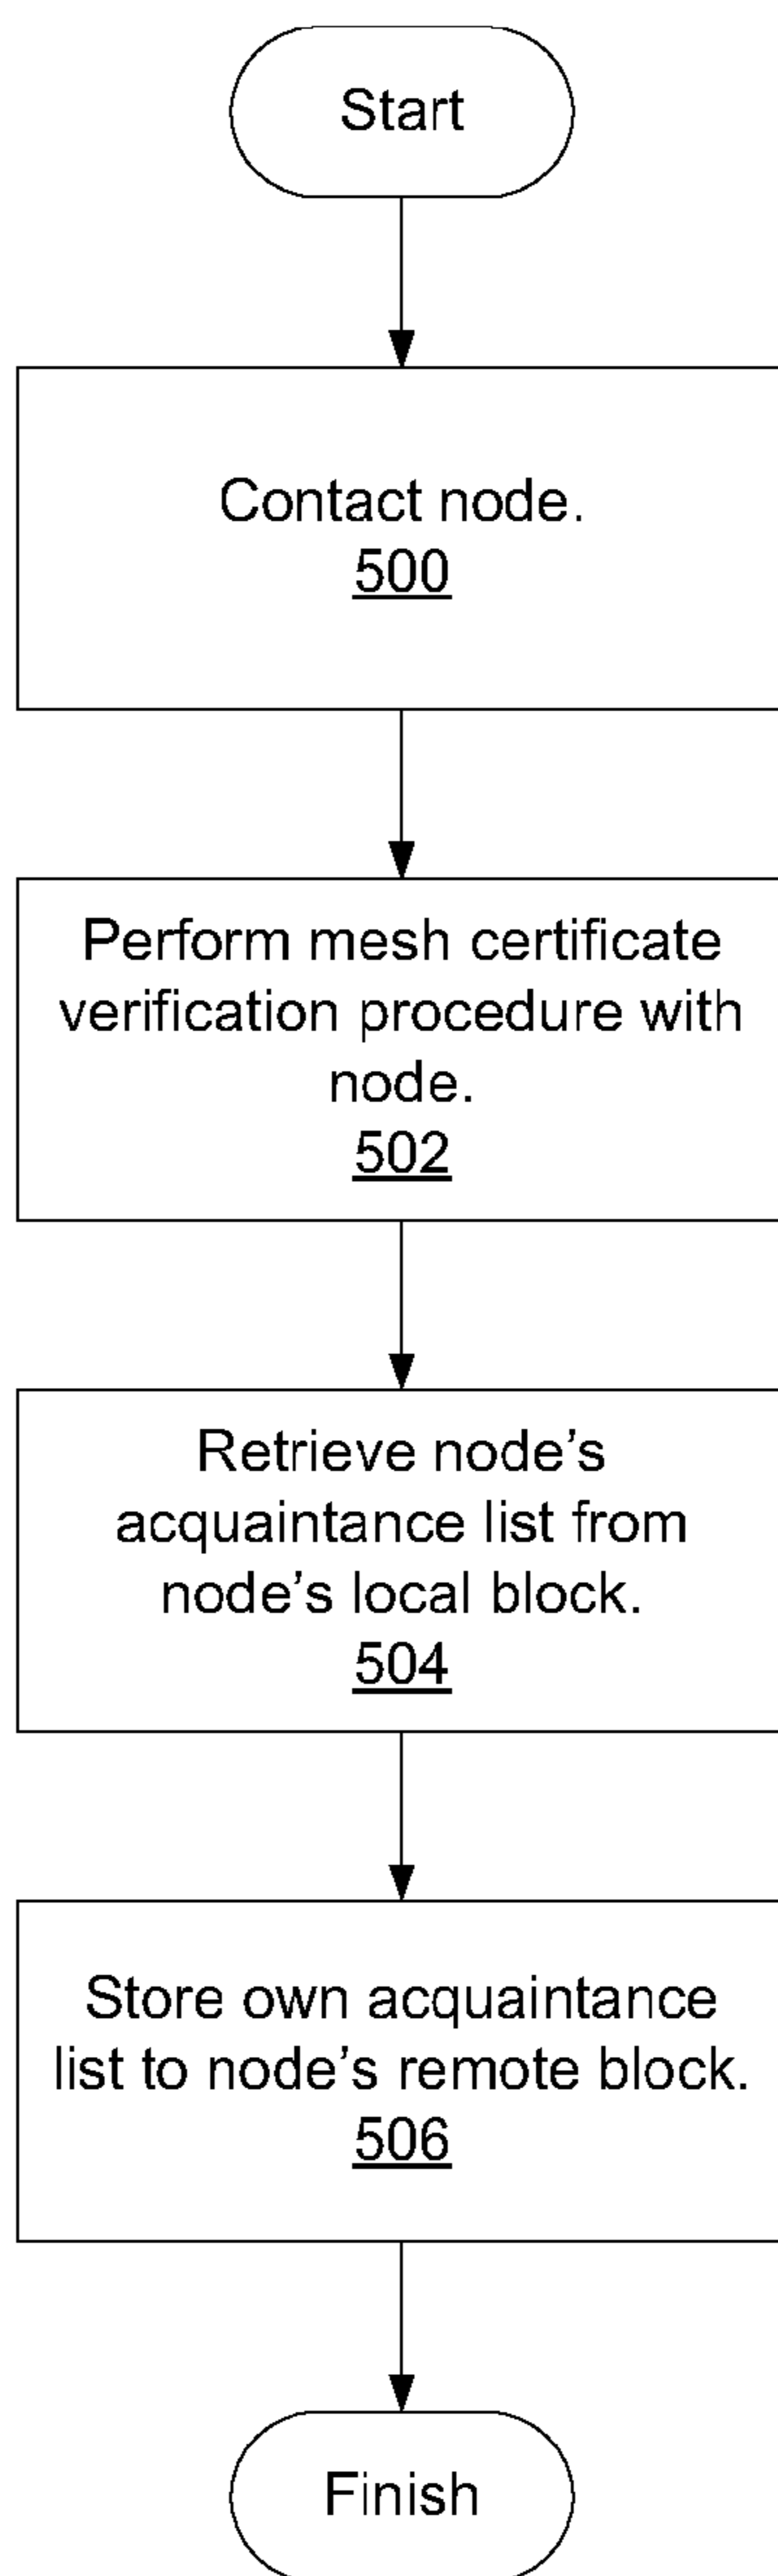 Start
Contact node.
500
Perform mesh certificate
verification procedure with
node.
502
Retrieve node’s
acquaintance list from
node’s local block.
504
Store own acquaintance
list to node’s remote block.
506
Finish